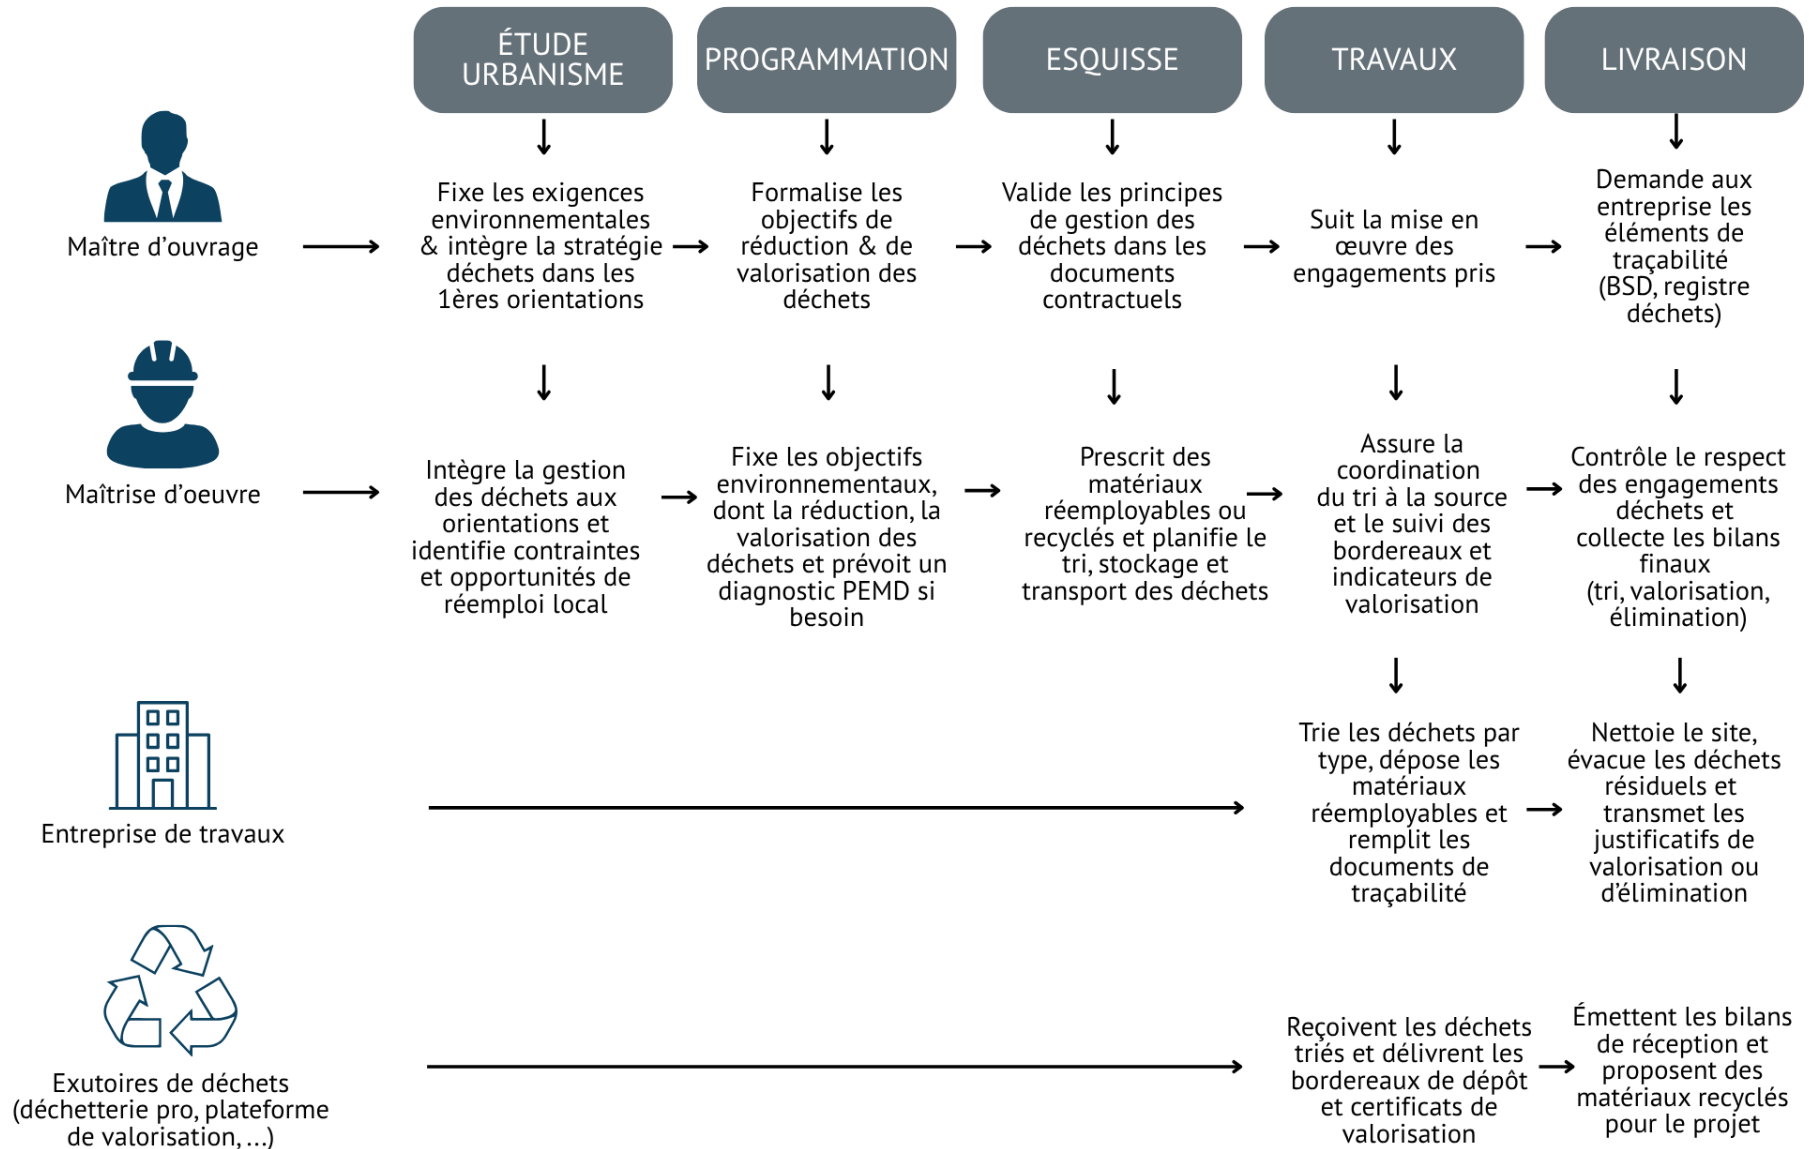 ÉTUDE
URBANISME
PROGRAMMATION
ESQUISSE
TRAVAUX
LIVRAISON
Maître d'ouvrage
Fixe les exigences
environnementales
& intègre la stratégie
déchets dans les
1ères orientations
Formalise les
objectifs de
réduction & de
valorisation des
déchets
Valide les principes
de gestion des
déchets dans les
documents
contractuels
Suit la mise en
œuvre des
engagements pris
Demande aux
entreprise les
éléments de
traçabilité
(BSD, registre
déchets)
Maîtrise d'oeuvre
Intègre la gestion
des déchets aux
orientations et
identifie contraintes
et opportunités de
réemploi local
Fixe les objectifs
environnementaux,
dont la réduction, la
valorisation des
déchets et prévoit un
diagnostic PEMD si
besoin
Prescrit des
matériaux
réemployables ou
recyclés et planifie le
tri, stockage et
transport des déchets
Assure la
coordination
du tri à la source
et le suivi des
bordereaux et
indicateurs de
valorisation
Contrôle le respect
des engagements
déchets et
collecte les bilans
finaux
(tri, valorisation,
élimination)
Entreprise de travaux
Trie les déchets par
type, dépose les
matériaux
réemployables et
remplit les
documents de
traçabilité
Nettoie le site,
évacue les déchets
résiduels et
transmet les
justificatifs de
valorisation ou
d'élimination
Exutoires de déchets
(déchetterie pro, plateforme
de valorisation, ...)
Reçoivent les déchets
triés et délivrent les
bordereaux de dépôt
et certificats de
valorisation
Émettent les bilans
de réception et
proposent des
matériaux recyclés
pour le projet